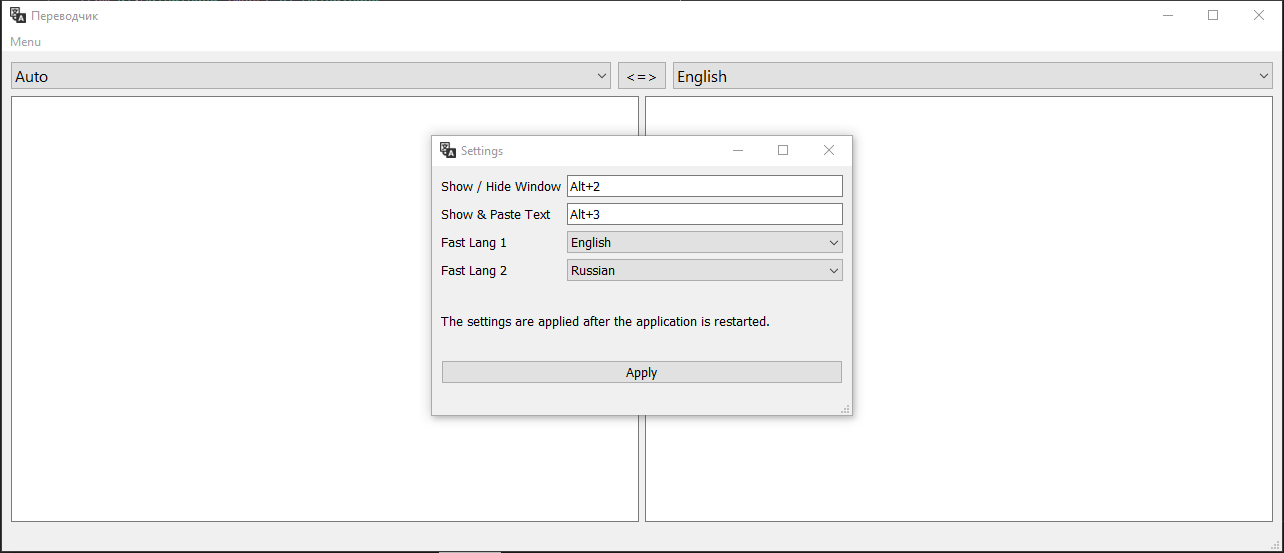 Переводчик
Menu
Auto
<=>
English
Settings
Show / Hide Window
Alt+2
Show & Paste Text
Alt+3
Fast Lang 1
English
Fast Lang 2
Russian
The settings are applied after the application is restarted.
Apply